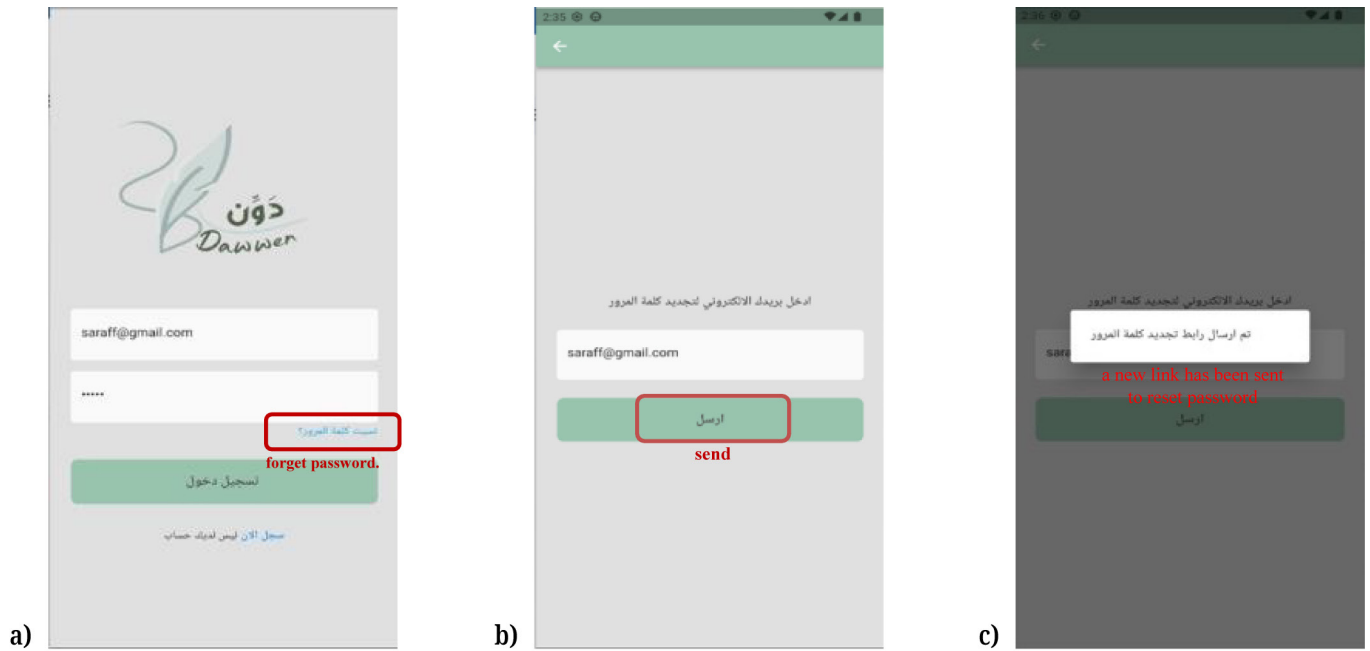 دَوَّن
Dawwen
saraff@gmail.com
•••••
نسيت كلمة المرور؟
forget password.
تسجيل دخول
سجل الان ليس لديك حساب
a)
2:35
ادخل بريدك الالكتروني لتجديد كلمة المرور
saraff@gmail.com
ارسل
send
b)
2:36
ادخل بريدك الالكتروني لتجديد كلمة المرور
تم ارسال رابط تجديد كلمة المرور
sara
a new link has been sent
to reset password
ارسل
c)